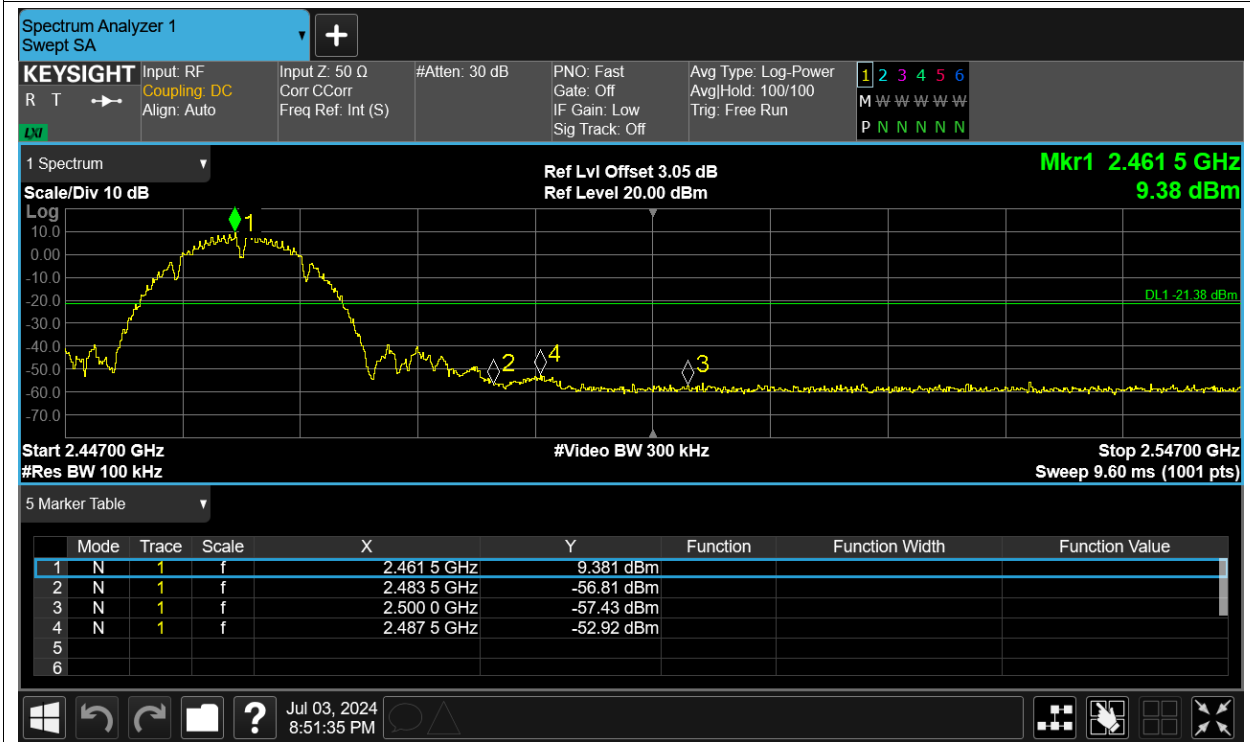 Spectrum Analyzer 1
Swept SA
+
KEYSIGHT Input: RF Input Z: 50 Ω #Atten: 30 dB PNO: Fast Avg Type: Log-Power 1 2 3 4 5 6
R T Coupling: DC Corr CCorr Gate: Off Avg|Hold: 100/100 M W W W W W
Align: Auto Freq Ref: Int (S) IF Gain: Low Trig: Free Run
LXI Sig Track: Off P N N N N N
1 Spectrum Ref Lvl Offset 3.05 dB Mkr1 2.461 5 GHz
Scale/Div 10 dB Ref Level 20.00 dBm 9.38 dBm
Log
1
10.0
0.00
-10.0
-20.0
DL1 -21.38 dBm
-30.0
-40.0
-50.0
2 4 3
-60.0
-70.0
Start 2.44700 GHz #Video BW 300 kHz Stop 2.54700 GHz
#Res BW 100 kHz Sweep 9.60 ms (1001 pts)
5 Marker Table
Mode Trace Scale X Y Function Function Width Function Value
1 N 1 f 2.461 5 GHz 9.381 dBm
2 N 1 f 2.483 5 GHz -56.81 dBm
3 N 1 f 2.500 0 GHz -57.43 dBm
4 N 1 f 2.487 5 GHz -52.92 dBm
5
6
? Jul 03, 2024
8:51:35 PM